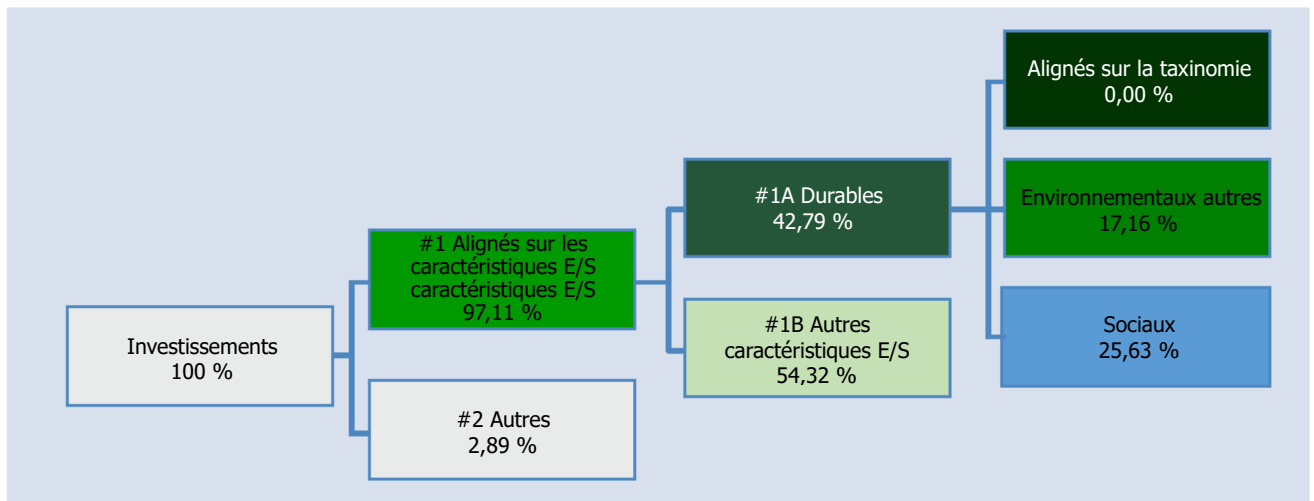 Investissements
100 %
#1 Alignés sur les
caractéristiques E/S
caractéristiques E/S
97,11 %
#2 Autres
2,89 %
#1A Durables
42,79 %
#1B Autres
caractéristiques E/S
54,32 %
Alignés sur la taxinomie
0,00 %
Environnementaux autres
17,16 %
Sociaux
25,63 %